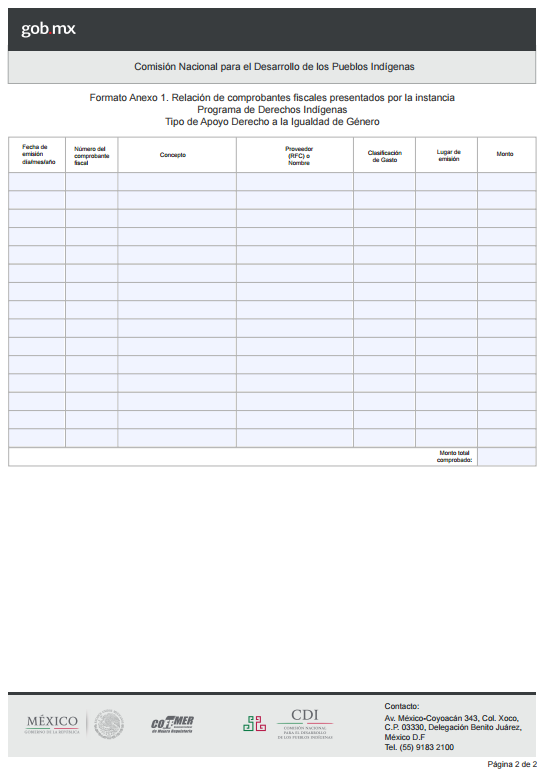 gob.mx
Comisión Nacional para el Desarrollo de los Pueblos Indígenas
Formato Anexo 1. Relación de comprobantes fiscales presentados por la instancia
Programa de Derechos Indígenas
Tipo de Apoyo Derecho a la Igualdad de Género
Fecha de
emisión
día/mes/año
Número del
comprobante
fiscal
Concepto
Proveedor
(RFC) o
Nombre
Clasificación
de Gasto
Lugar de
emisión
Monto
Monto total
comprobado:
MÉXICO
GOBIERNO DE LA REPÚBLICA
COFEMER
de Mejora Regulatoria
CDI
COMISIÓN NACIONAL
PARA EL DESARROLLO
DE LOS PUEBLOS INDÍGENAS
Contacto:
Av. México-Coyoacán 343, Col. Xoco,
C.P. 03330, Delegación Benito Juárez,
México D.F
Tel. (55) 9183 2100
Página 2 de 2